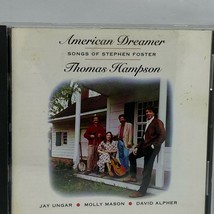 American Dreamer
SONGS OF STEPHEN FOSTER
Thomas Hampson
JAY UNGAR • MOLLY MASON • DAVID ALPHER